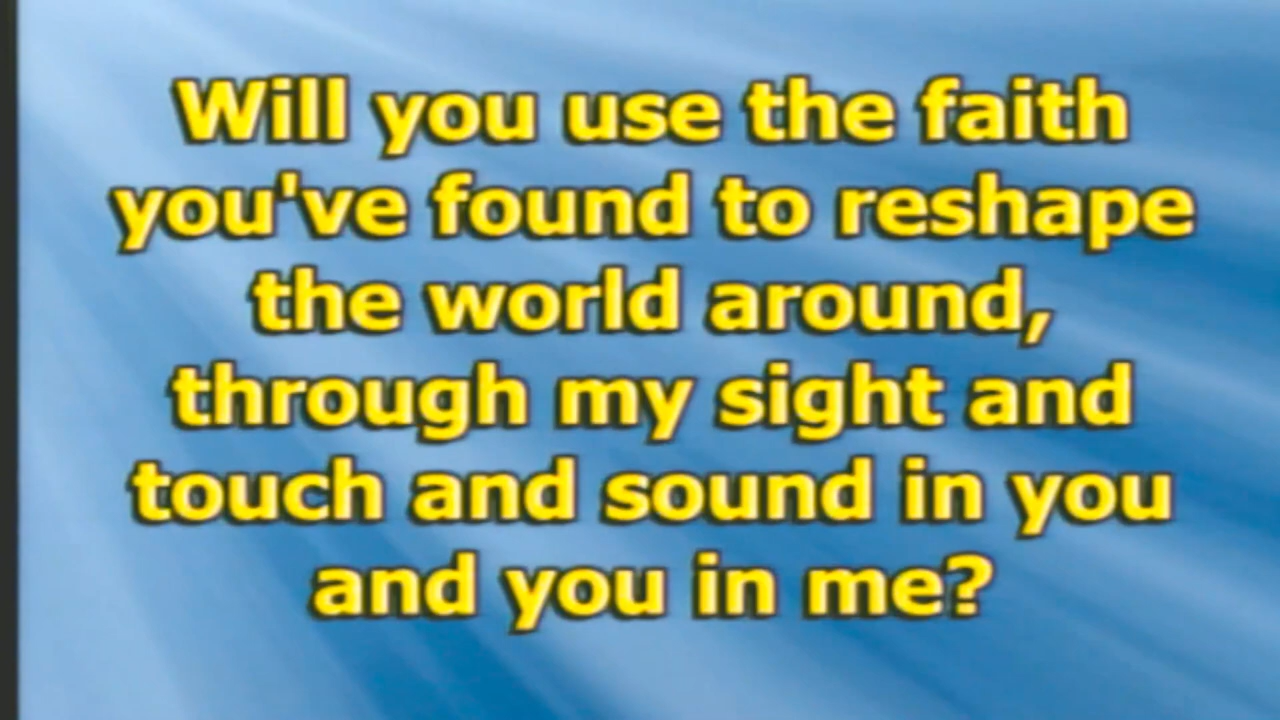 Will you use the faith
you've found to reshape
the world around,
through my sight and
touch and sound in you
and you in me?